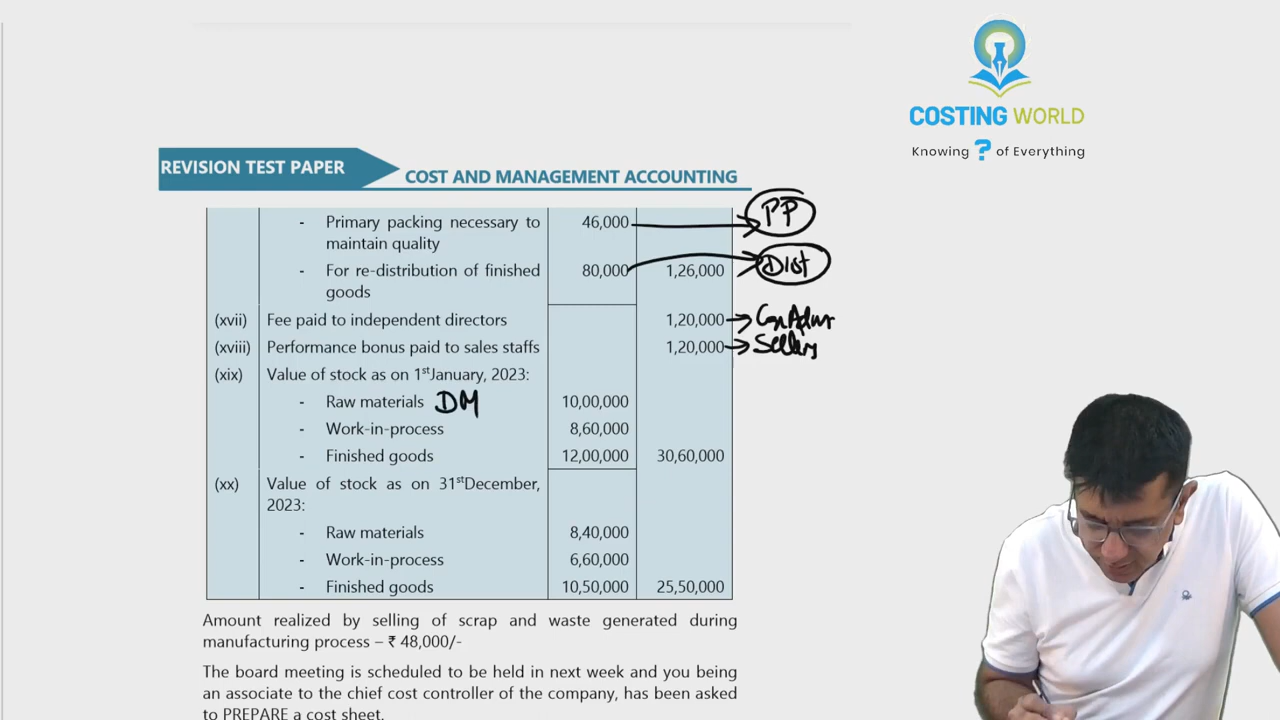 COSTING WORLD
Knowing ? of Everything
REVISION TEST PAPER
COST AND MANAGEMENT ACCOUNTING
- Primary packing necessary to 46,000 PP
maintain quality
- For re-distribution of finished 80,000 1,26,000 Dist
goods
(xvii) Fee paid to independent directors 1,20,000
(xviii) Performance bonus paid to sales staffs 1,20,000 Selling
(xix) Value of stock as on 1st January, 2023:
- Raw materials DM 10,00,000
- Work-in-process 8,60,000
- Finished goods 12,00,000 30,60,000
(xx) Value of stock as on 31st December,
2023:
- Raw materials 8,40,000
- Work-in-process 6,60,000
- Finished goods 10,50,000 25,50,000
Amount realized by selling of scrap and waste generated during
manufacturing process – ₹ 48,000/-
The board meeting is scheduled to be held in next week and you being
an associate to the chief cost controller of the company, has been asked
to PREPARE a cost sheet.